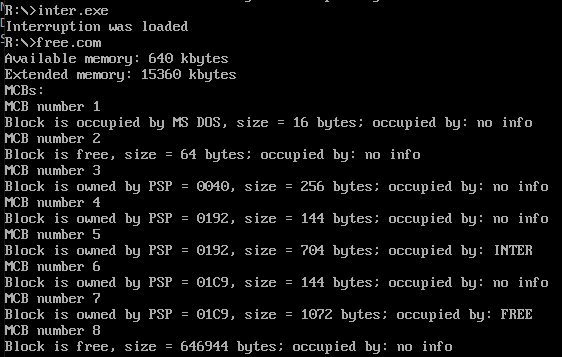 R:\>inter.exe
Interruption was loaded
R:\>free.com
Available memory: 640 kbytes
Extended memory: 15360 kbytes
MCBs:
MCB number 1
Block is occupied by MS DOS, size = 16 bytes; occupied by: no info
MCB number 2
Block is free, size = 64 bytes; occupied by: no info
MCB number 3
Block is owned by PSP = 0040, size = 256 bytes; occupied by: no info
MCB number 4
Block is owned by PSP = 0192, size = 144 bytes; occupied by: no info
MCB number 5
Block is owned by PSP = 0192, size = 704 bytes; occupied by: INTER
MCB number 6
Block is owned by PSP = 01C9, size = 144 bytes; occupied by: no info
MCB number 7
Block is owned by PSP = 01C9, size = 1072 bytes; occupied by: FREE
MCB number 8
Block is free, size = 646944 bytes; occupied by: no info